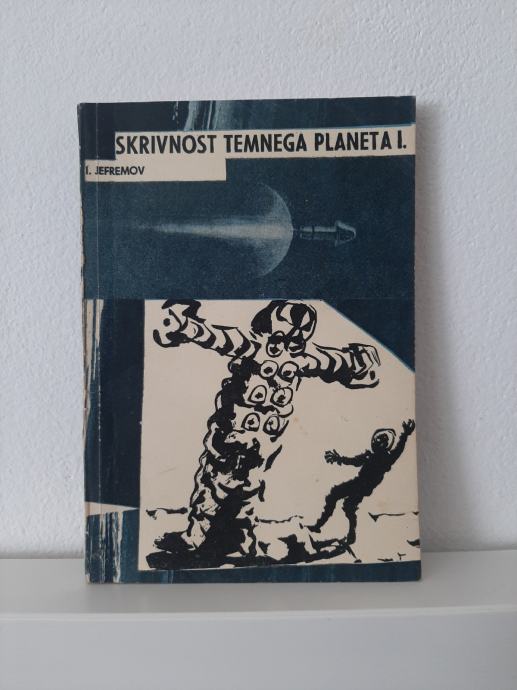 SKRIVNOST TEMNEGA PLANETA I.
I. JEFREMOV